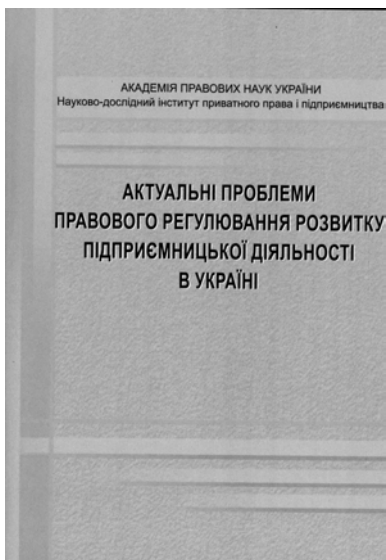 АКАДЕМІЯ ПРАВОВИХ НАУК УКРАЇНИ
Науково-дослідний інститут приватного права і підприємництва
АКТУАЛЬНІ ПРОБЛЕМИ
ПРАВОВОГО РЕГУЛЮВАННЯ РОЗВИТКУ
ПІДПРИЄМНИЦЬКОЇ ДІЯЛЬНОСТІ
В УКРАЇНІ